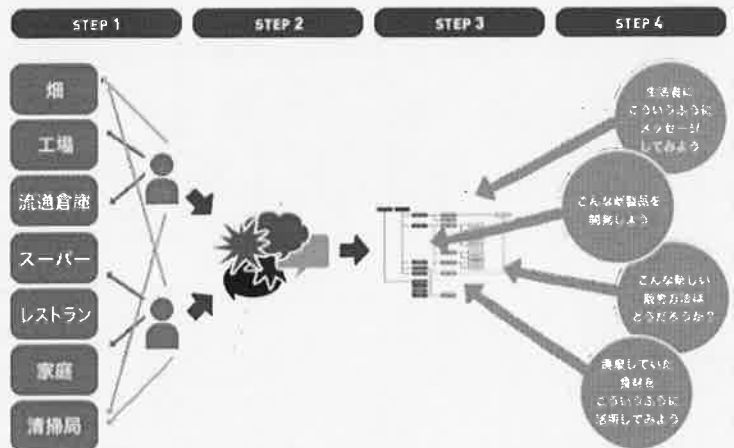 STEP 1
STEP 2
STEP 3
STEP 4
畑
工場
流通倉庫
スーパー
レストラン
家庭
清掃局
生活者に
こういうふうに
メッセージ
してみよう
こんな新製品を
開発しよう
こんな新しい
販売方法は
どうだろうか?
廃棄していた
食材を
こういうふうに
活用してみよう